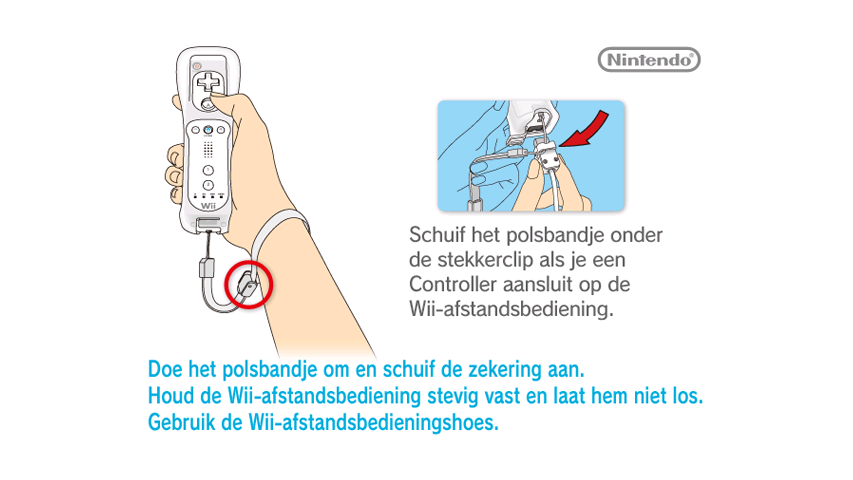 Nintendo®
Wii
Schuif het polsbandje onder
de stekkerclip als je een
Controller aansluit op de
Wii-afstandsbediening.
Doe het polsbandje om en schuif de zekering aan.
Houd de Wii-afstandsbediening stevig vast en laat hem niet los.
Gebruik de Wii-afstandsbedieningshoes.